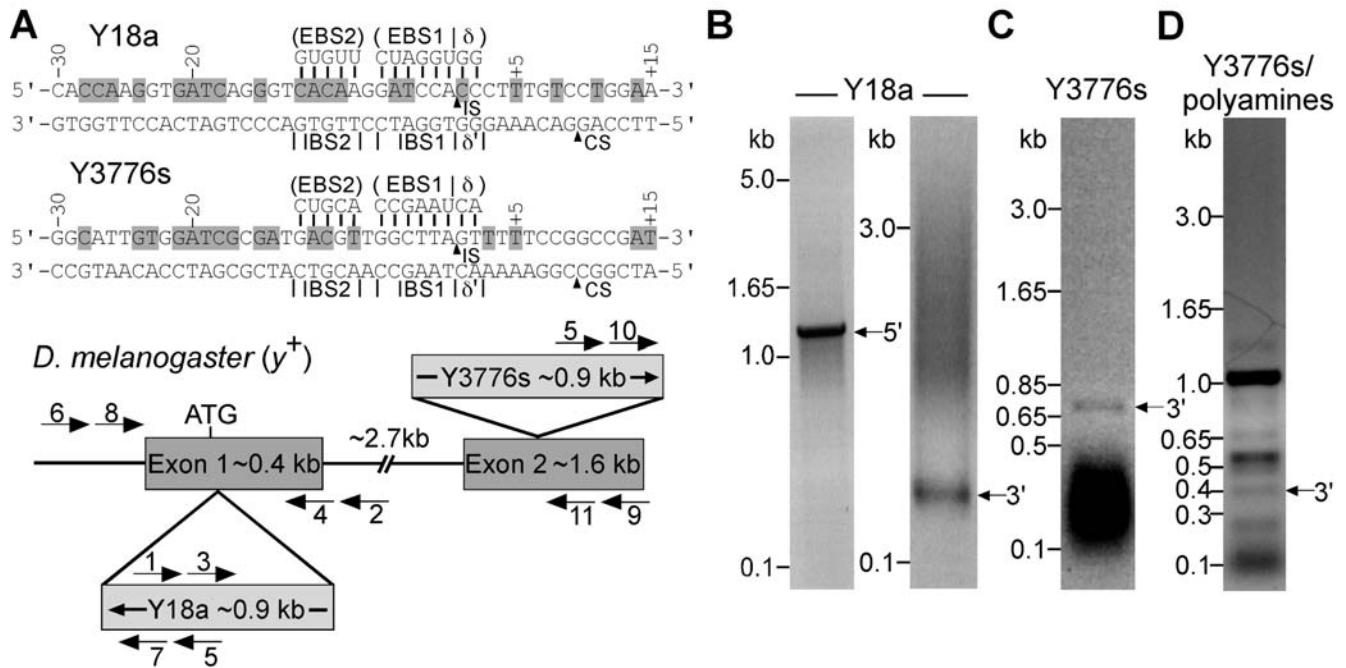 A
Y18a
(EBS2) (EBS1|δ)
GUGUU CUAGGUGG
-30 -20 +5 +15
5'-CACCAAGGTGATCAGGGTCACAAGGATCCACCCTTTGTCCTGGAA-3'
IS
3'-GTGGTTCCACTAGTCCCAGTGTTCCTAGGTGGGAAACAGGACCTT-5'
|IBS2| | IBS1|δ'| CS
Y3776s
(EBS2) (EBS1|δ)
CUGCA CCGAAUCA
-30 -20 +5 +15
5'-GGCATTGTGGATCGCGATGACGTTGGCTTAGTTTTTCCGGCCGAT-3'
IS
3'-CCGTAACACCTAGCGCTACTGCAACCGAATCAAAAAGGCCGGCTA-5'
|IBS2| | IBS1|δ'| CS
D. melanogaster (y+)
5 10
Y3776s ~0.9 kb
6 8 ATG
~2.7kb
Exon 1~0.4 kb
Exon 2 ~1.6 kb
4 2
11 9
1 3
Y18a ~0.9 kb
7 5
B
Y18a
kb
5.0
1.65
1.0
0.1
5'
kb
3.0
0.1
3'
C
Y3776s
kb
3.0
1.65
0.85
0.65
0.5
0.1
3'
D
Y3776s/
polyamines
kb
3.0
1.65
1.0
0.65
0.5
0.4
0.3
0.1
3'